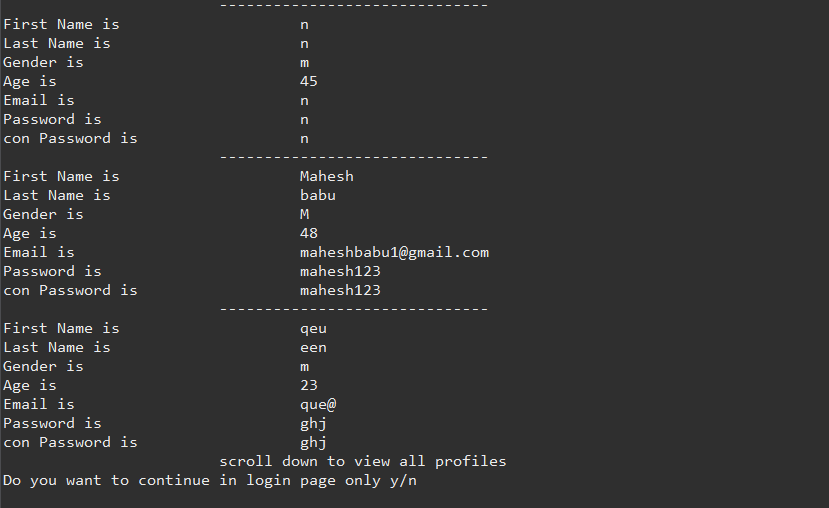 ------------------------------
First Name is n
Last Name is n
Gender is m
Age is 45
Email is n
Password is n
con Password is n
------------------------------
First Name is Mahesh
Last Name is babu
Gender is M
Age is 48
Email is maheshbabu1@gmail.com
Password is mahesh123
con Password is mahesh123
------------------------------
First Name is qeu
Last Name is een
Gender is m
Age is 23
Email is que@
Password is ghj
con Password is ghj
scroll down to view all profiles
Do you want to continue in login page only y/n